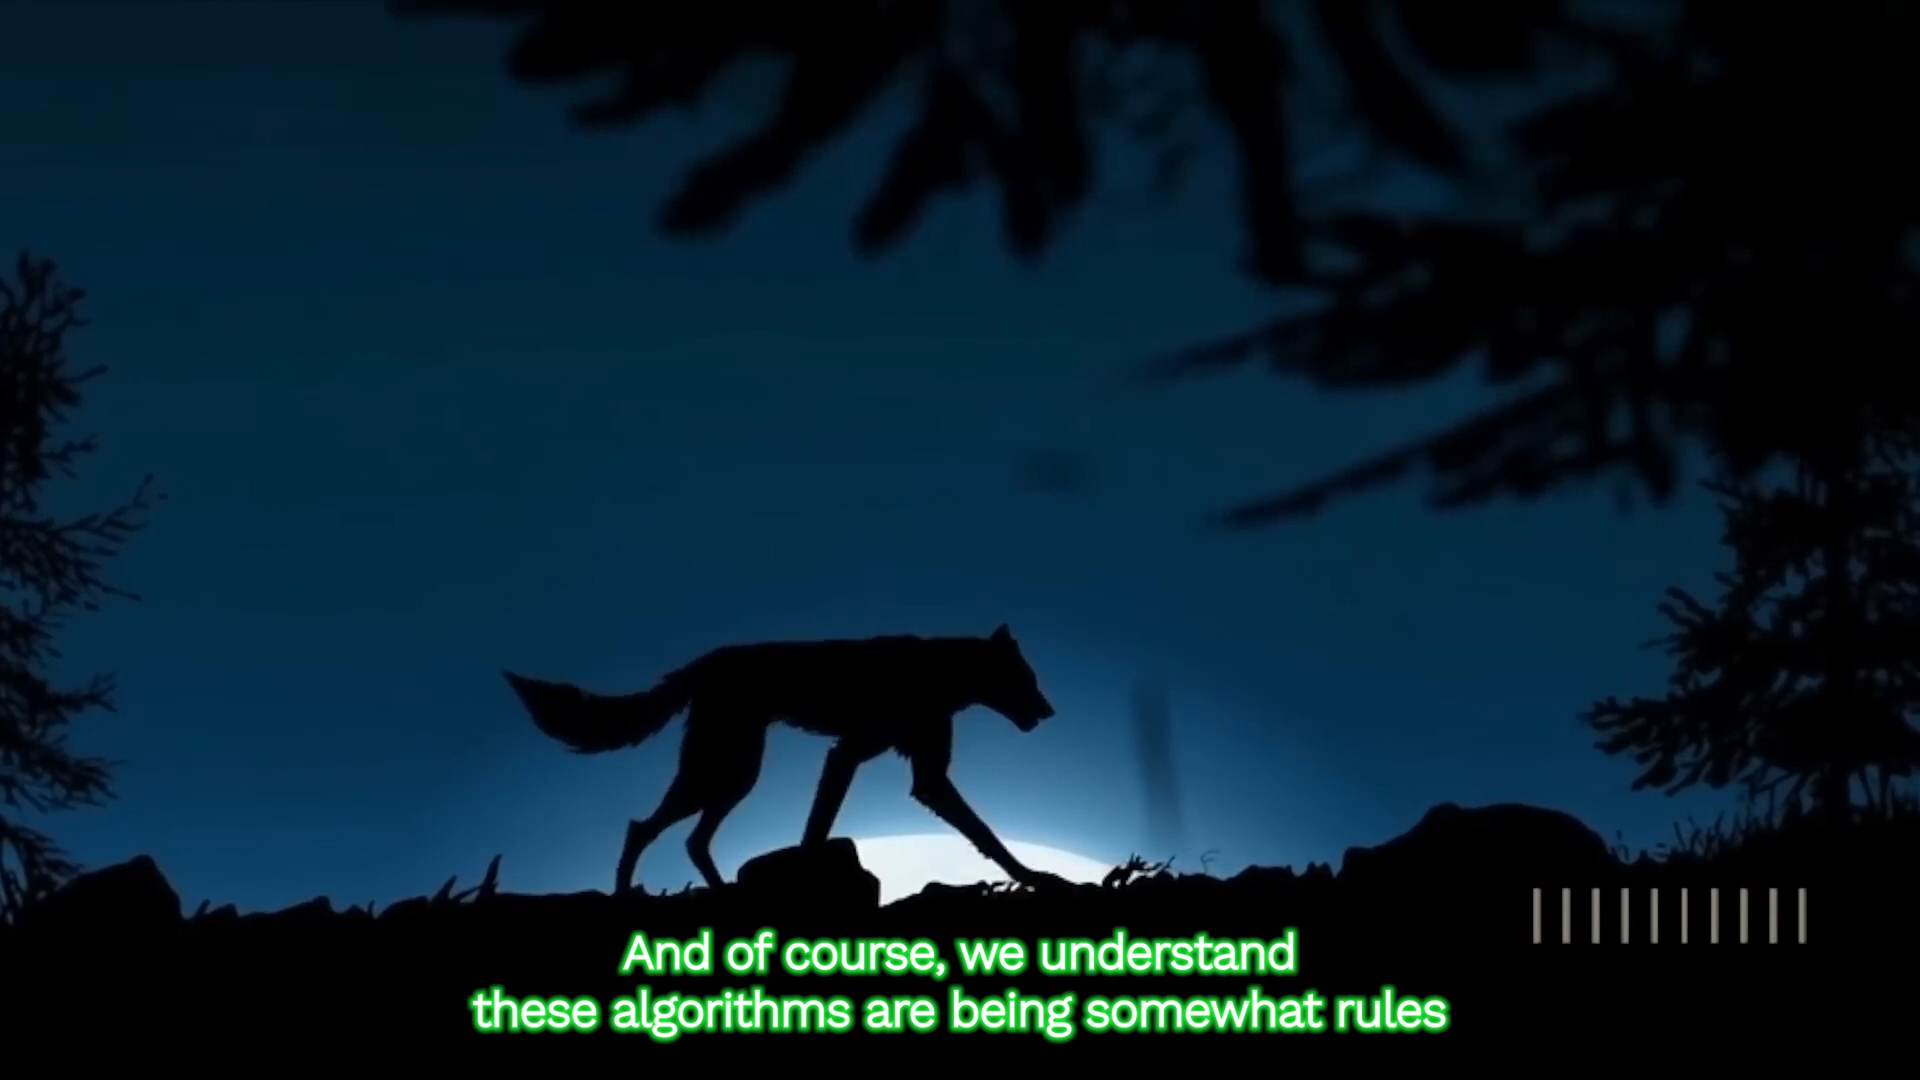 And of course, we understand
these algorithms are being somewhat rules